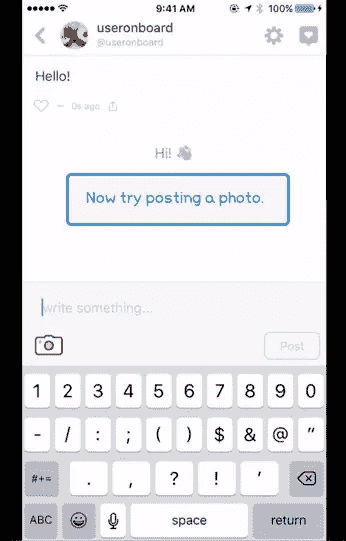 9:41 AM
100%
useronboard
@useronboard
Hello!
0s ago
Hi! 👋
Now try posting a photo.
write something...
Post
1 2 3 4 5 6 7 8 9 0
- / : ; ( ) $ & @ "
#+= . , ? ! '
ABC space return